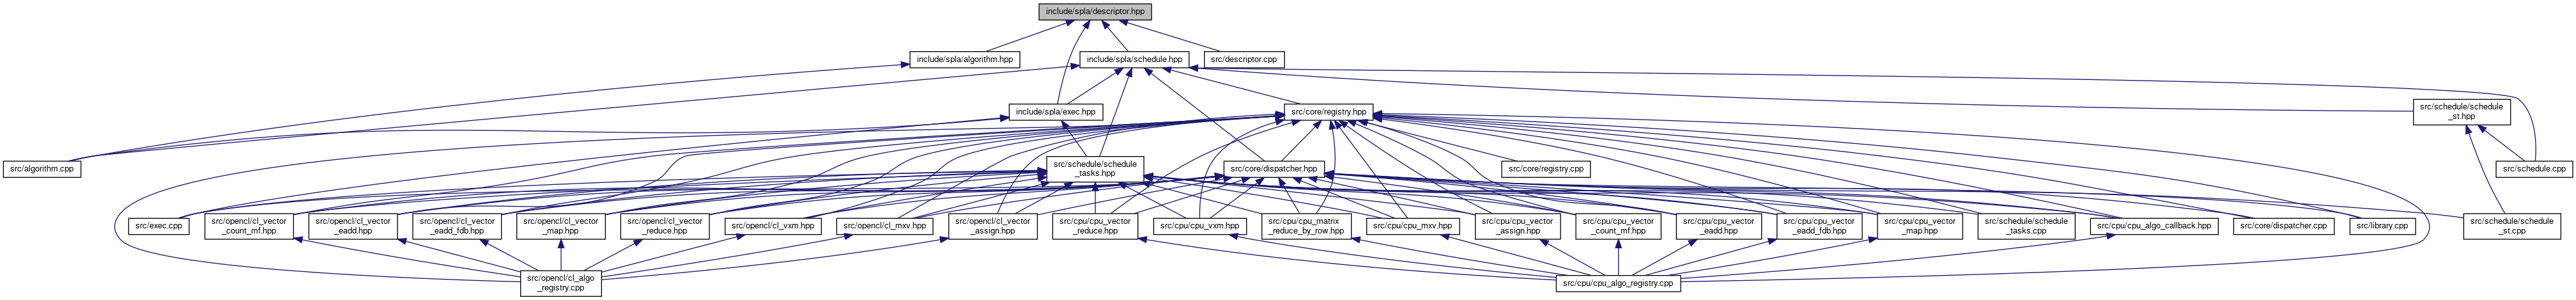 include/spla/descriptor.hpp
include/spla/algorithm.hpp
include/spla/schedule.hpp
src/descriptor.cpp
include/spla/exec.hpp
src/core/registry.hpp
src/schedule/schedule
_st.hpp
src/algorithm.cpp
src/schedule/schedule
_tasks.hpp
src/core/dispatcher.hpp
src/core/registry.cpp
src/schedule.cpp
src/exec.cpp
src/opencl/cl_vector
_count_mf.hpp
src/opencl/cl_vector
_eadd.hpp
src/opencl/cl_vector
_eadd_fdb.hpp
src/opencl/cl_vector
_map.hpp
src/opencl/cl_vector
_reduce.hpp
src/opencl/cl_vxm.hpp
src/opencl/cl_mxv.hpp
src/opencl/cl_vector
_assign.hpp
src/cpu/cpu_vector
_reduce.hpp
src/cpu/cpu_vxm.hpp
src/cpu/cpu_matrix
_reduce_by_row.hpp
src/cpu/cpu_mxv.hpp
src/cpu/cpu_vector
_assign.hpp
src/cpu/cpu_vector
_count_mf.hpp
src/cpu/cpu_vector
_eadd.hpp
src/cpu/cpu_vector
_eadd_fdb.hpp
src/cpu/cpu_vector
_map.hpp
src/schedule/schedule
_tasks.cpp
src/cpu/cpu_algo_callback.hpp
src/core/dispatcher.cpp
src/library.cpp
src/schedule/schedule
_st.cpp
src/opencl/cl_algo
_registry.cpp
src/cpu/cpu_algo_registry.cpp